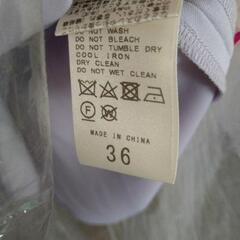 DO NOT WASH
DO NOT BLEACH
DO NOT TUMBLE DRY
COOL IRON
DRY CLEAN
DO NOT WET CLEAN
F W
MADE IN CHINA
36